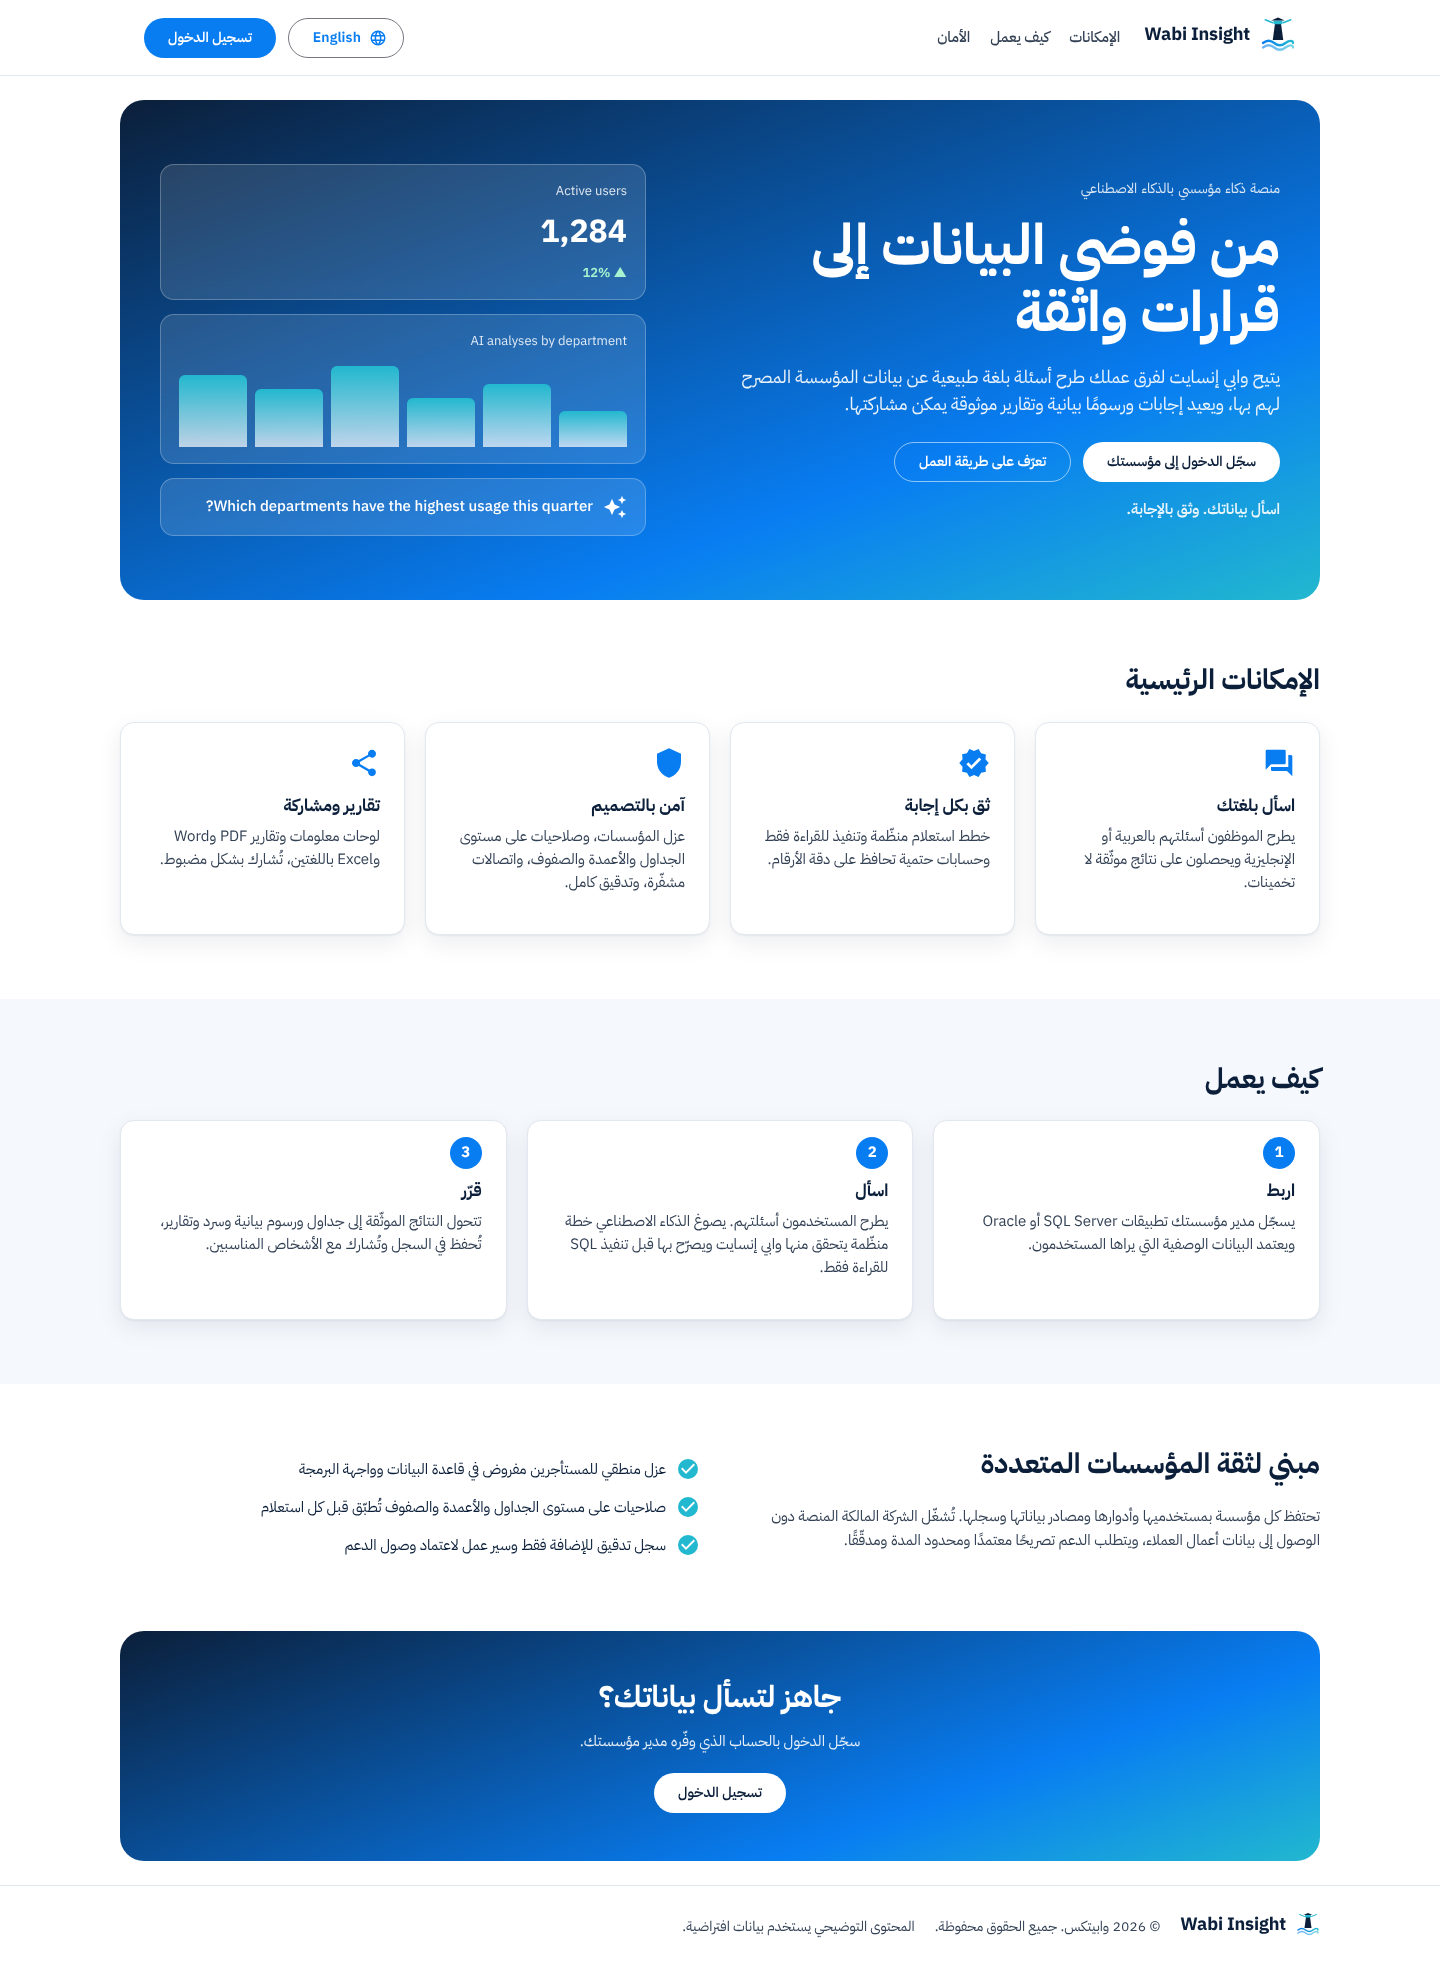 Wabi Insight
الإمكانات
كيف يعمل
الأمان
English
تسجيل الدخول
منصة ذكاء مؤسسي بالذكاء الاصطناعي
من فوضى البيانات إلى
قرارات واثقة
يتيح وابي إنسايت لفرق عملك طرح أسئلة بلغة طبيعية عن بيانات المؤسسة المصرح
لهم بها، ويعيد إجابات ورسومًا بيانية وتقارير موثوقة يمكن مشاركتها.
سجّل الدخول إلى مؤسستك
تعرّف على طريقة العمل
اسأل بياناتك. وثق بالإجابة.
Active users
1,284
▲ 12%
AI analyses by department
?Which departments have the highest usage this quarter
الإمكانات الرئيسية
اسأل بلغتك
يطرح الموظفون أسئلتهم بالعربية أو
الإنجليزية ويحصلون على نتائج موثّقة لا
تخمينات.
ثق بكل إجابة
خطط استعلام منظّمة وتنفيذ للقراءة فقط
وحسابات حتمية تحافظ على دقة الأرقام.
آمن بالتصميم
عزل المؤسسات، وصلاحيات على مستوى
الجداول والأعمدة والصفوف، واتصالات
مشفّرة، وتدقيق كامل.
تقارير ومشاركة
لوحات معلومات وتقارير PDF وWord
وExcel باللغتين، تُشارك بشكل مضبوط.
كيف يعمل
1
اربط
يسجّل مدير مؤسستك تطبيقات SQL Server أو Oracle
ويعتمد البيانات الوصفية التي يراها المستخدمون.
2
اسأل
يطرح المستخدمون أسئلتهم. يصوغ الذكاء الاصطناعي خطة
منظّمة يتحقق منها وابي إنسايت ويصرّح بها قبل تنفيذ SQL
للقراءة فقط.
3
قرّر
تتحول النتائج الموثّقة إلى جداول ورسوم بيانية وسرد وتقارير،
تُحفظ في السجل وتُشارك مع الأشخاص المناسبين.
مبني لثقة المؤسسات المتعددة
تحتفظ كل مؤسسة بمستخدميها وأدوارها ومصادر بياناتها وسجلها. تُشغّل الشركة المالكة المنصة دون
الوصول إلى بيانات أعمال العملاء، ويتطلب الدعم تصريحًا معتمدًا ومحدود المدة ومدقّقًا.
عزل منطقي للمستأجرين مفروض في قاعدة البيانات وواجهة البرمجة
صلاحيات على مستوى الجداول والأعمدة والصفوف تُطبّق قبل كل استعلام
سجل تدقيق للإضافة فقط وسير عمل لاعتماد وصول الدعم
جاهز لتسأل بياناتك؟
سجّل الدخول بالحساب الذي وفّره مدير مؤسستك.
تسجيل الدخول
Wabi Insight
© 2026 وابيتكس. جميع الحقوق محفوظة.
المحتوى التوضيحي يستخدم بيانات افتراضية.